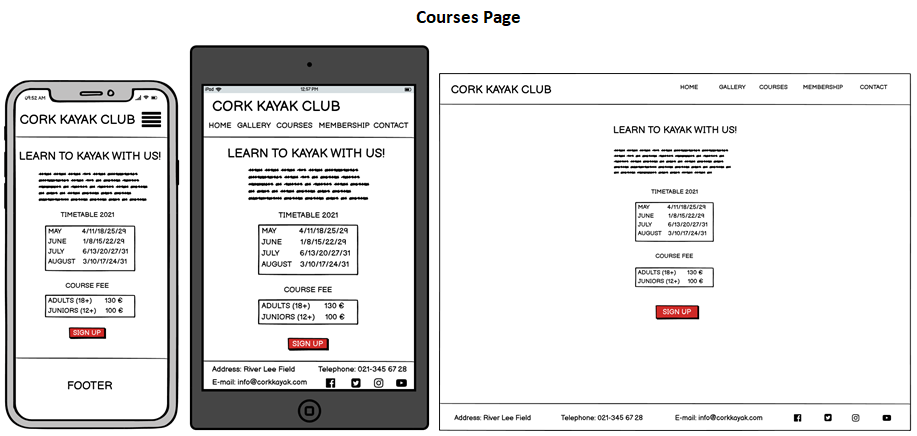 Courses Page
09:52 AM
CORK KAYAK CLUB
LEARN TO KAYAK WITH US!
TIMETABLE 2021
MAY 4/11/18/25/29
JUNE 1/8/15/22/29
JULY 6/13/20/27/31
AUGUST 3/10/17/24/31
COURSE FEE
ADULTS (18+) 130 €
JUNIORS (12+) 100 €
SIGN UP
FOOTER
iPod 12:57 PM
CORK KAYAK CLUB
HOME GALLERY COURSES MEMBERSHIP CONTACT
LEARN TO KAYAK WITH US!
TIMETABLE 2021
MAY 4/11/18/25/29
JUNE 1/8/15/22/29
JULY 6/13/20/27/31
AUGUST 3/10/17/24/31
COURSE FEE
ADULTS (18+) 130 €
JUNIORS (12+) 100 €
SIGN UP
Address: River Lee Field Telephone: 021-345 67 28
E-mail: info@corkkayak.com
CORK KAYAK CLUB HOME GALLERY COURSES MEMBERSHIP CONTACT
LEARN TO KAYAK WITH US!
TIMETABLE 2021
MAY 4/11/18/25/29
JUNE 1/8/15/22/29
JULY 6/13/20/27/31
AUGUST 3/10/17/24/31
COURSE FEE
ADULTS (18+) 130 €
JUNIORS (12+) 100 €
SIGN UP
Address: River Lee Field Telephone: 021-345 67 28 E-mail: info@corkkayak.com